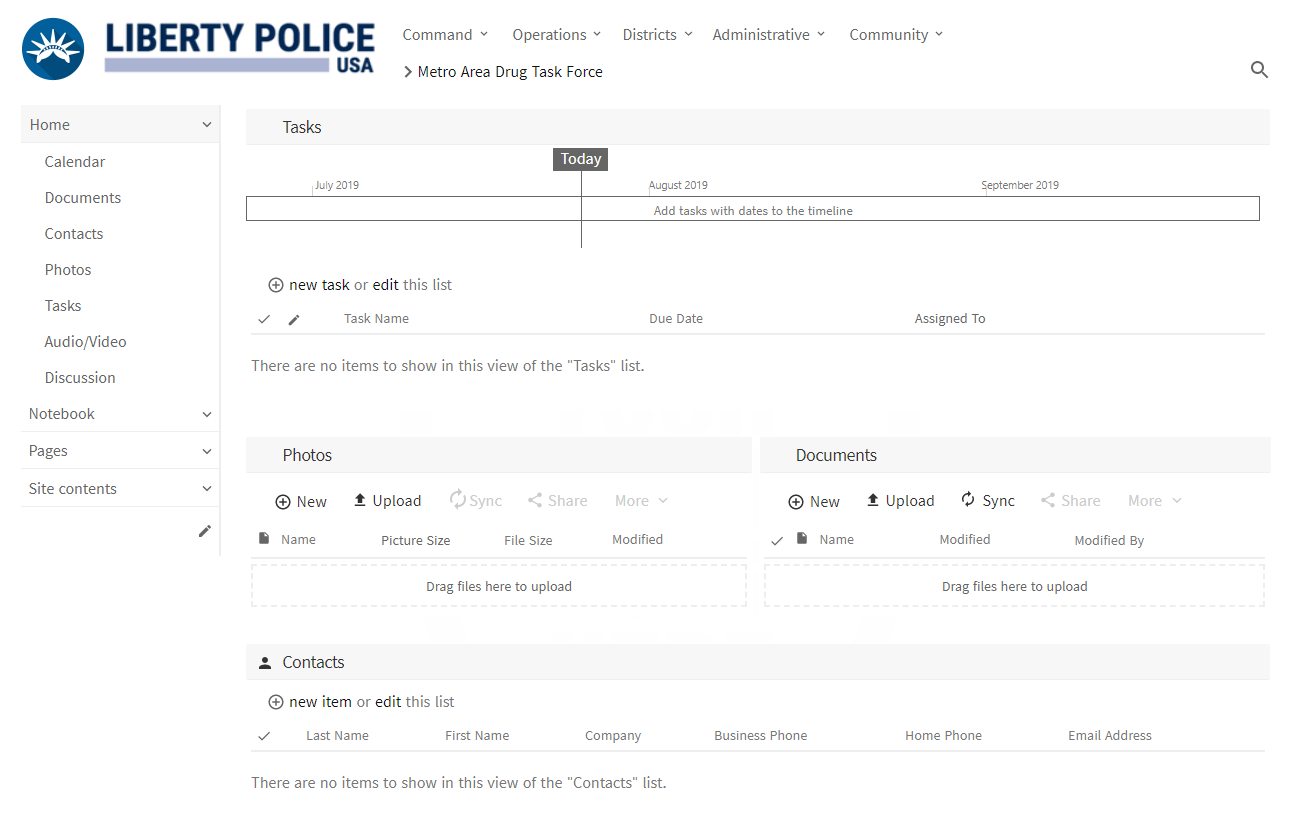 LIBERTY POLICE
USA
Command Operations Districts Administrative Community
Metro Area Drug Task Force
Home
Calendar
Documents
Contacts
Photos
Tasks
Audio/Video
Discussion
Notebook
Pages
Site contents
Tasks
Today
July 2019 August 2019 September 2019
Add tasks with dates to the timeline
new task or edit this list
Task Name Due Date Assigned To
There are no items to show in this view of the "Tasks" list.
Photos
New Upload Sync Share More
Name Picture Size File Size Modified
Drag files here to upload
Documents
New Upload Sync Share More
Name Modified Modified By
Drag files here to upload
Contacts
new item or edit this list
Last Name First Name Company Business Phone Home Phone Email Address
There are no items to show in this view of the "Contacts" list.